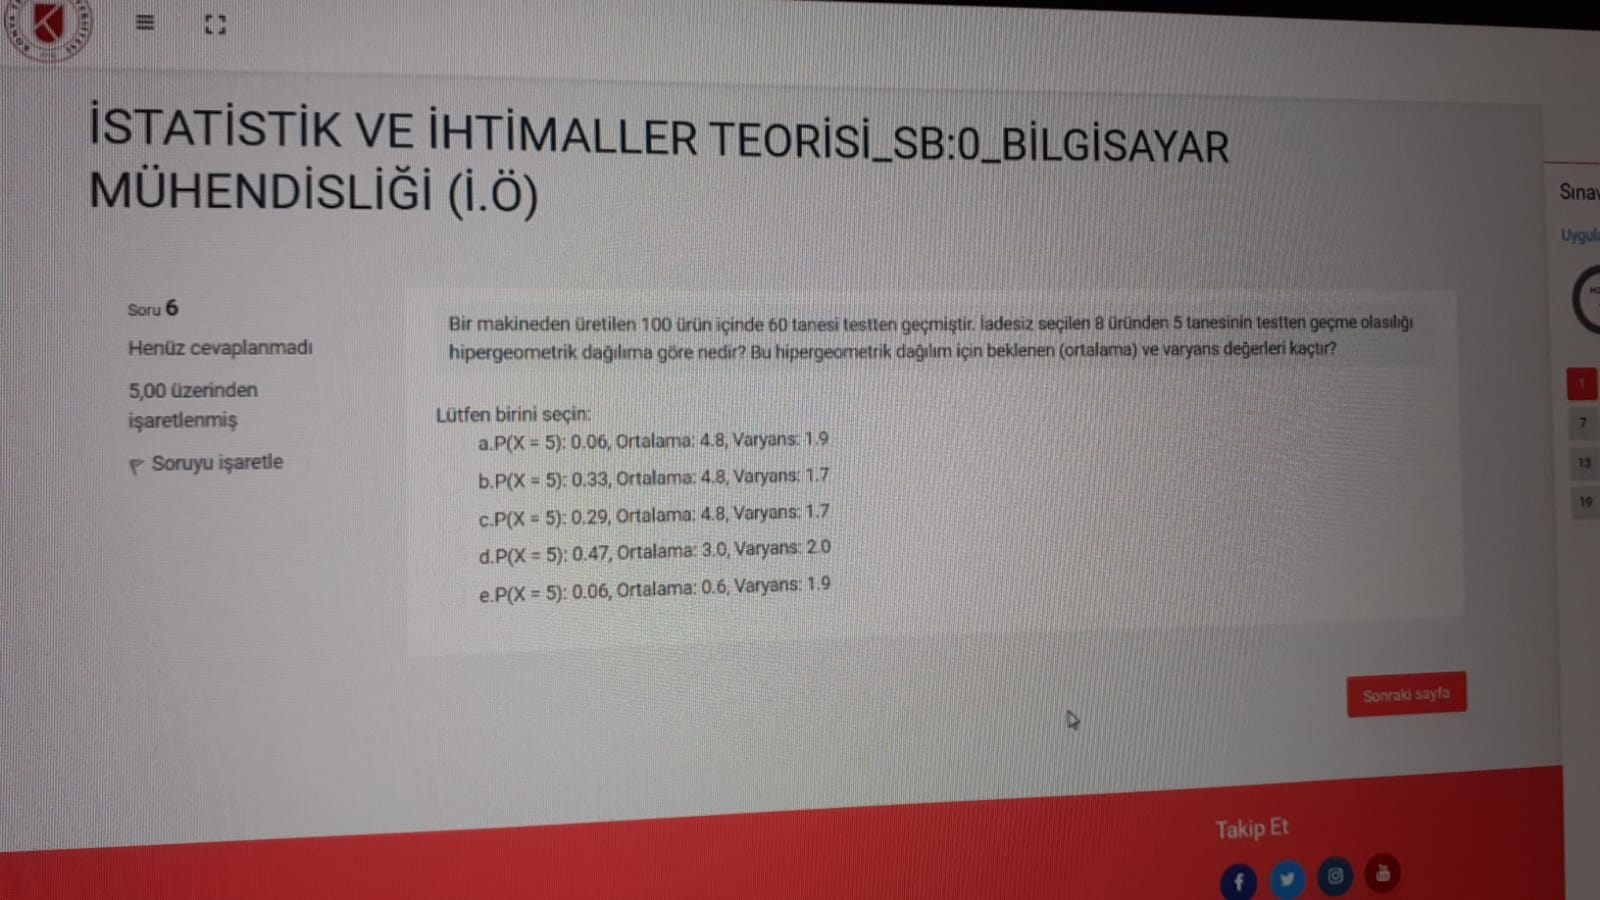 İSTATİSTİK VE İHTİMALLER TEORİSİ_SB:0_BİLGİSAYAR
MÜHENDİSLİĞİ (İ.Ö)
Sınav
Uygula
Soru 6
Henüz cevaplanmadı
5,00 üzerinden
işaretlenmiş
Soruyu işaretle
Bir makineden üretilen 100 ürün içinde 60 tanesi testten geçmiştir. İadesiz seçilen 8 üründen 5 tanesinin testten geçme olasılığı
hipergeometrik dağılıma göre nedir? Bu hipergeometrik dağılım için beklenen (ortalama) ve varyans değerleri kaçtır?
Lütfen birini seçin:
a.P(X = 5): 0.06, Ortalama: 4.8, Varyans: 1.9
b.P(X = 5): 0.33, Ortalama: 4.8, Varyans: 1.7
c.P(X = 5): 0.29, Ortalama: 4.8, Varyans: 1.7
d.P(X = 5): 0.47, Ortalama: 3.0, Varyans: 2.0
e.P(X = 5): 0.06, Ortalama: 0.6, Varyans: 1.9
1
7
13
19
Sonraki sayfa
Takip Et